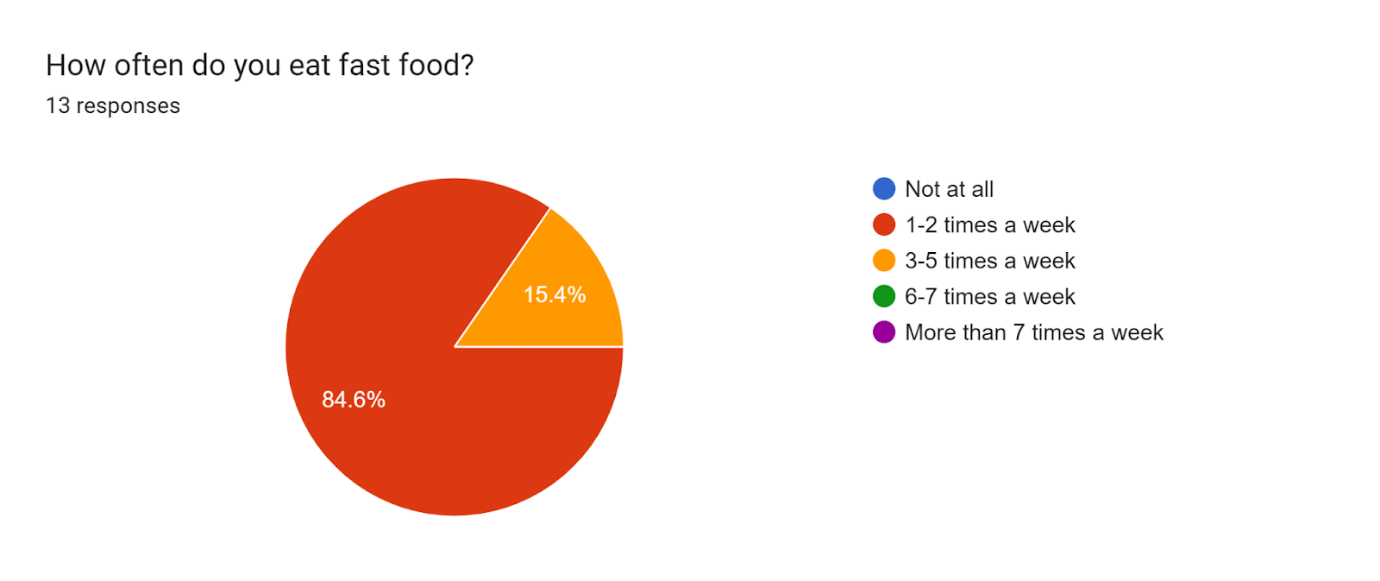 How often do you eat fast food?
13 responses
15.4%
84.6%
Not at all
1-2 times a week
3-5 times a week
6-7 times a week
More than 7 times a week